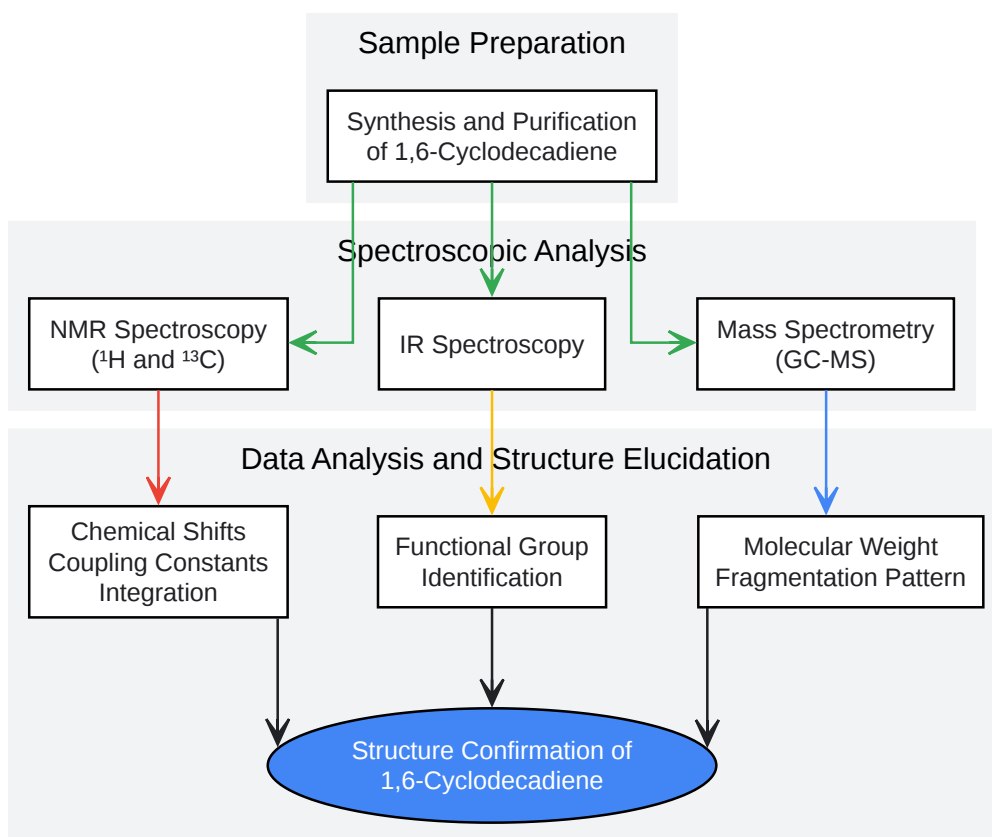 Sample Preparation
Synthesis and Purification
of 1,6-Cyclodecadiene
Spectroscopic Analysis
NMR Spectroscopy
(¹H and ¹³C)
IR Spectroscopy
Mass Spectrometry
(GC-MS)
Data Analysis and Structure Elucidation
Chemical Shifts
Coupling Constants
Integration
Functional Group
Identification
Molecular Weight
Fragmentation Pattern
Structure Confirmation of
1,6-Cyclodecadiene